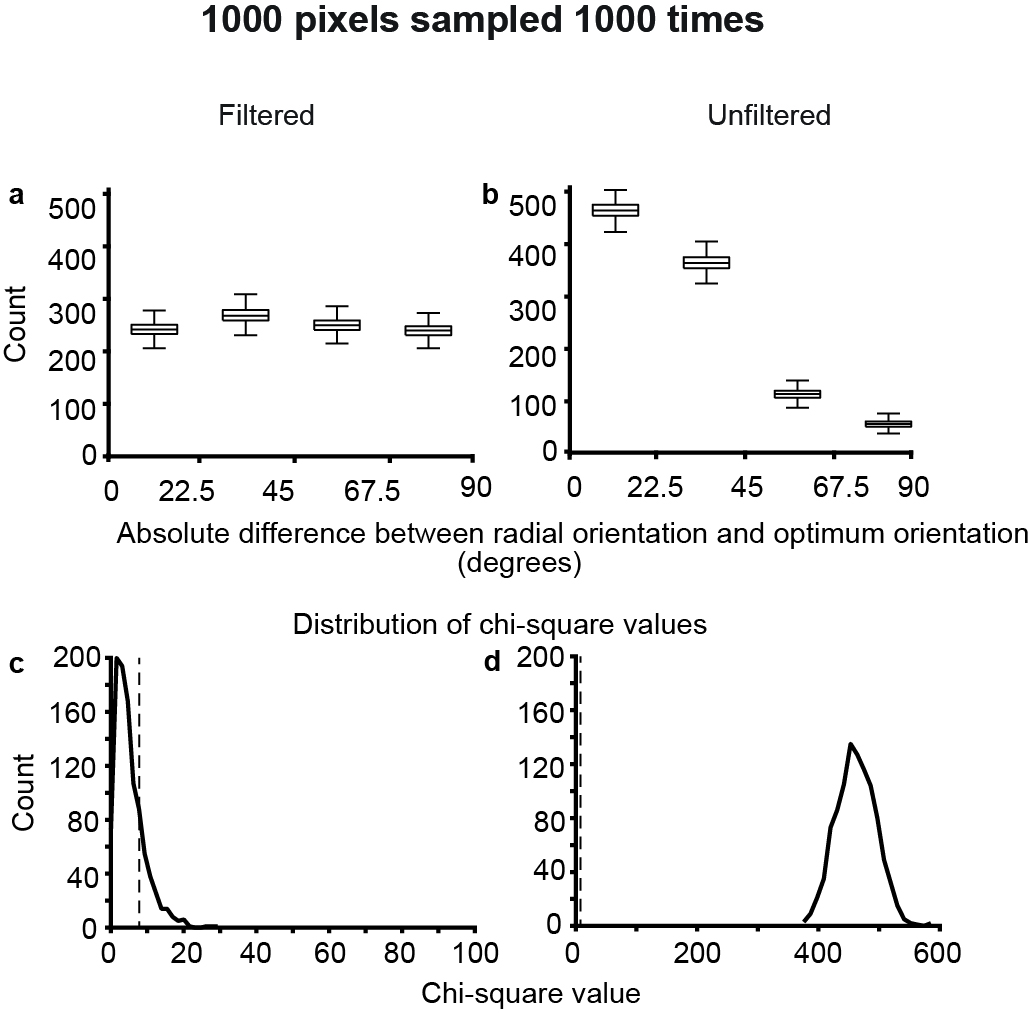 1000 pixels sampled 1000 times
Filtered
Unfiltered
a
500
400
300
200
100
0
Count
0 22.5 45 67.5 90
b
500
400
300
200
100
0
0 22.5 45 67.5 90
Absolute difference between radial orientation and optimum orientation
(degrees)
Distribution of chi-square values
c
200
160
120
80
40
0
Count
0 20 40 60 80 100
d
200
160
120
80
40
0
0 200 400 600
Chi-square value